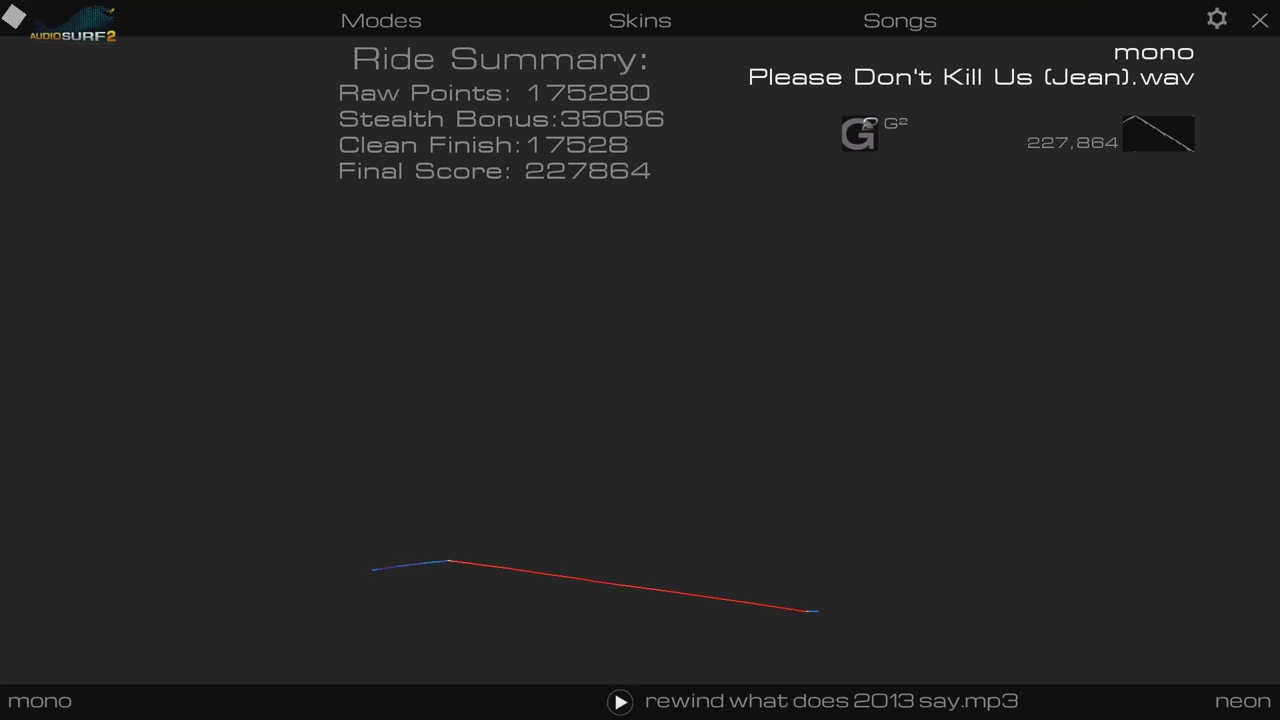 AUDIOSURF2
Modes
Skins
Songs
Ride Summary:
Raw Points: 175280
Stealth Bonus:35056
Clean Finish:17528
Final Score: 227864
mono
Please Don't Kill Us (Jean).wav
G
G²
227,864
mono
rewind what does 2013 say.mp3
neon